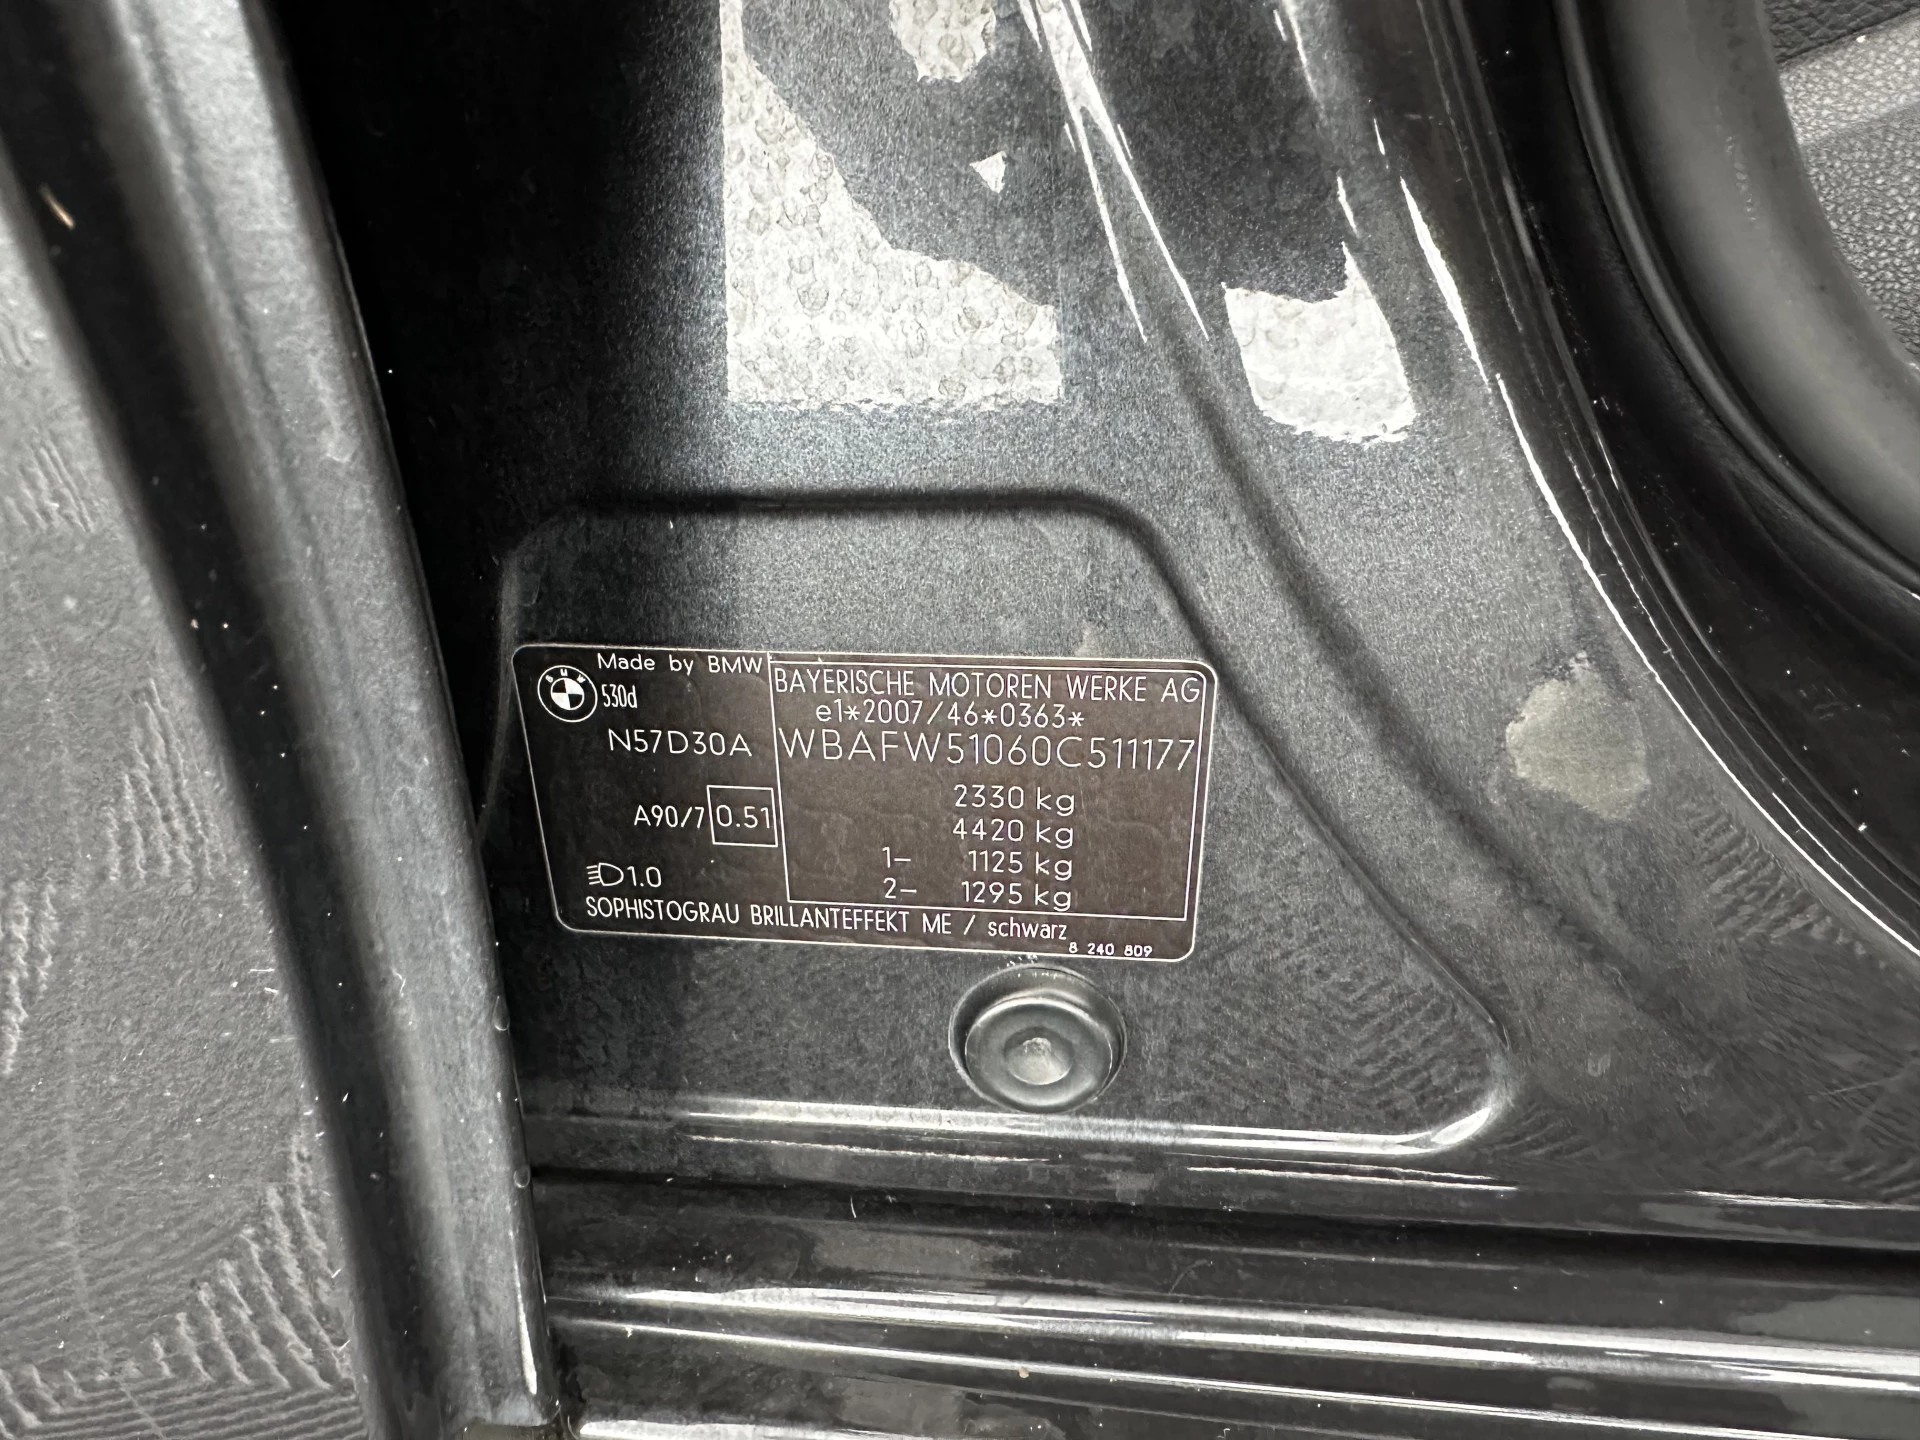 Made by BMW
BMW
530d
N57D30A
A90/7 0.51
1.0
BAYERISCHE MOTOREN WERKE AG
e1*2007/46*0363*
WBAFW51060C511177
2330 kg
4420 kg
1– 1125 kg
2– 1295 kg
SOPHISTOGRAU BRILLANTEFFEKT ME / schwarz
8 240 809